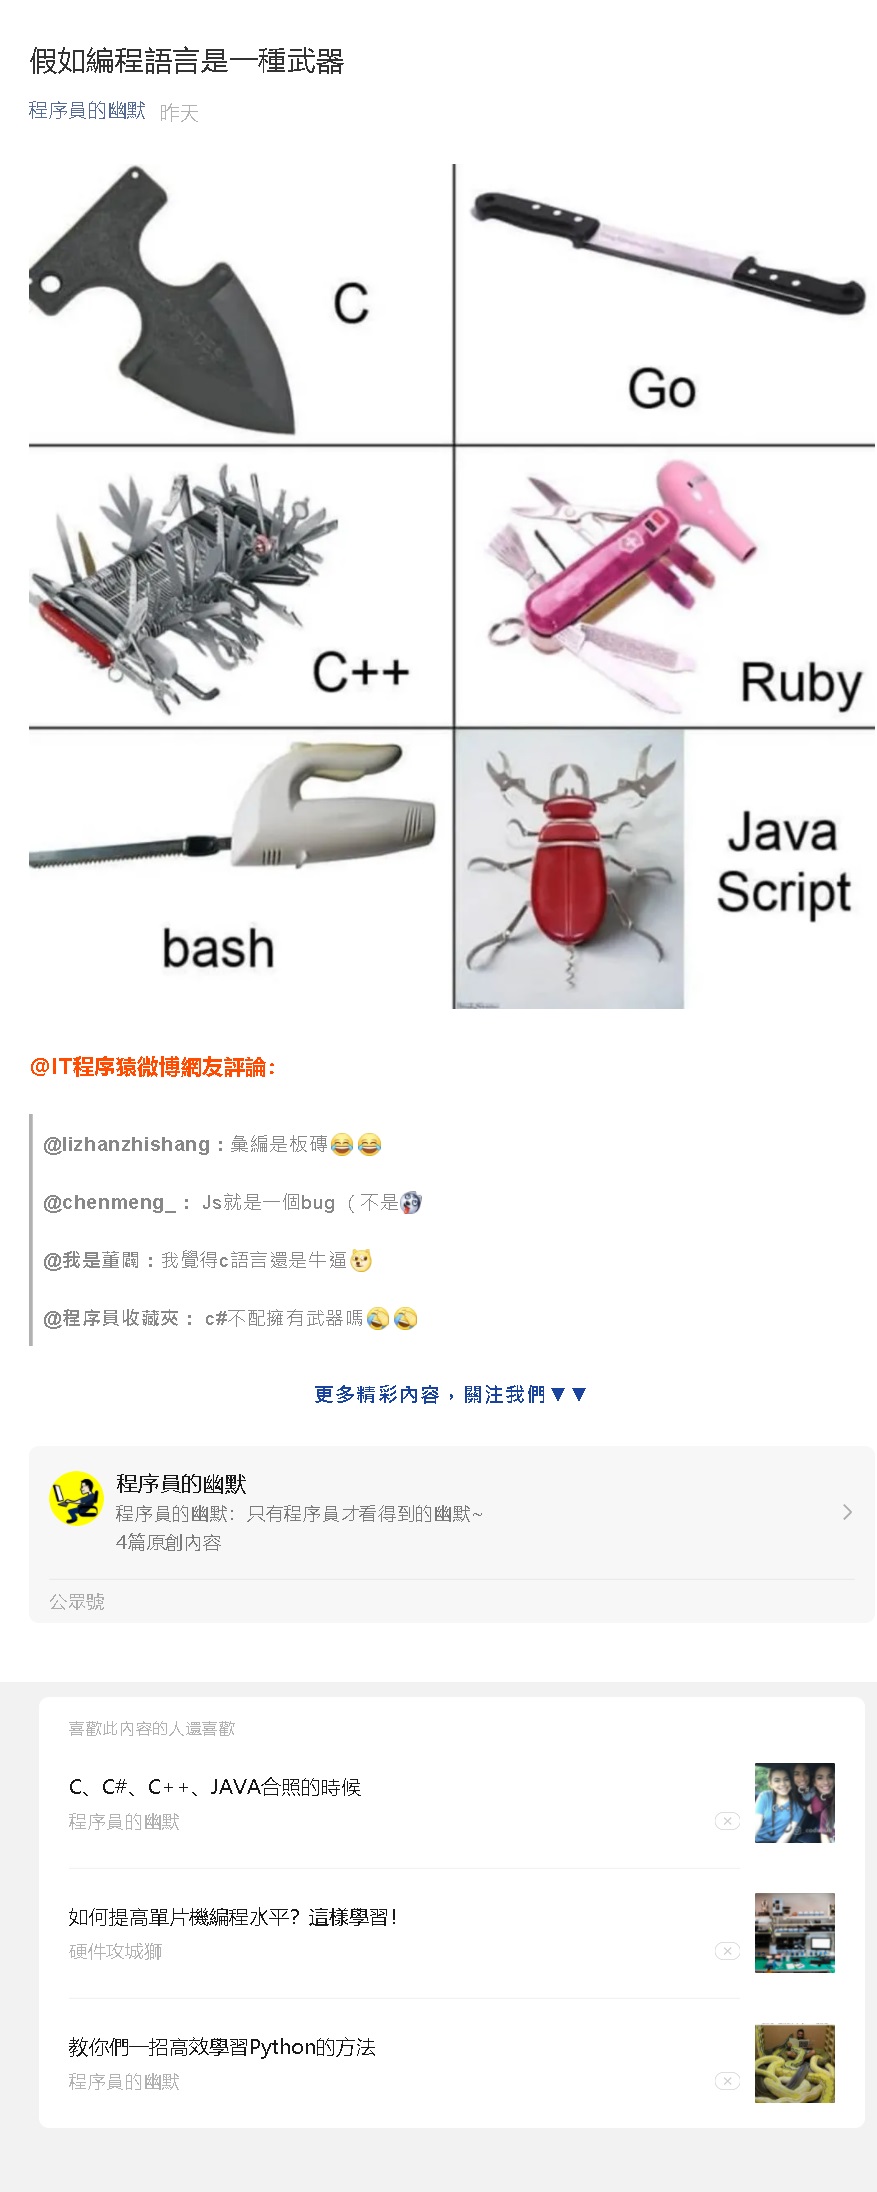 假如編程語言是一種武器
程序員的幽默 昨天
C
Go
C++
Ruby
bash
Java
Script
@IT程序猿微博網友評論：
@lizhanzhishang：彙編是板磚😂😂
@chenmeng_： Js就是一個bug（不是
@我是董闊：我覺得c語言還是牛逼
@程序員收藏夾： c#不配擁有武器嗎🤣🤣
更多精彩內容，關注我們▼▼
程序員的幽默
程序員的幽默：只有程序員才看得到的幽默~
4篇原創內容
公眾號
喜歡此內容的人還喜歡
C、C#、C++、JAVA合照的時候
程序員的幽默
如何提高單片機編程水平？這樣學習！
硬件攻城獅
教你們一招高效學習Python的方法
程序員的幽默